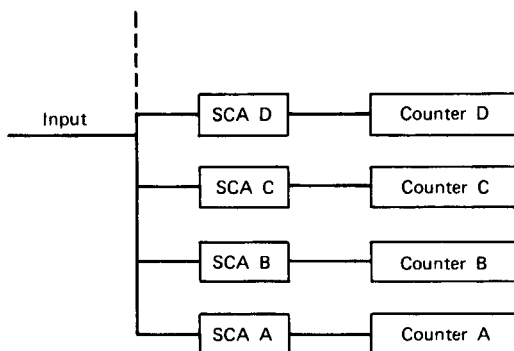 Input
SCA D
Counter D
SCA C
Counter C
SCA B
Counter B
SCA A
Counter A